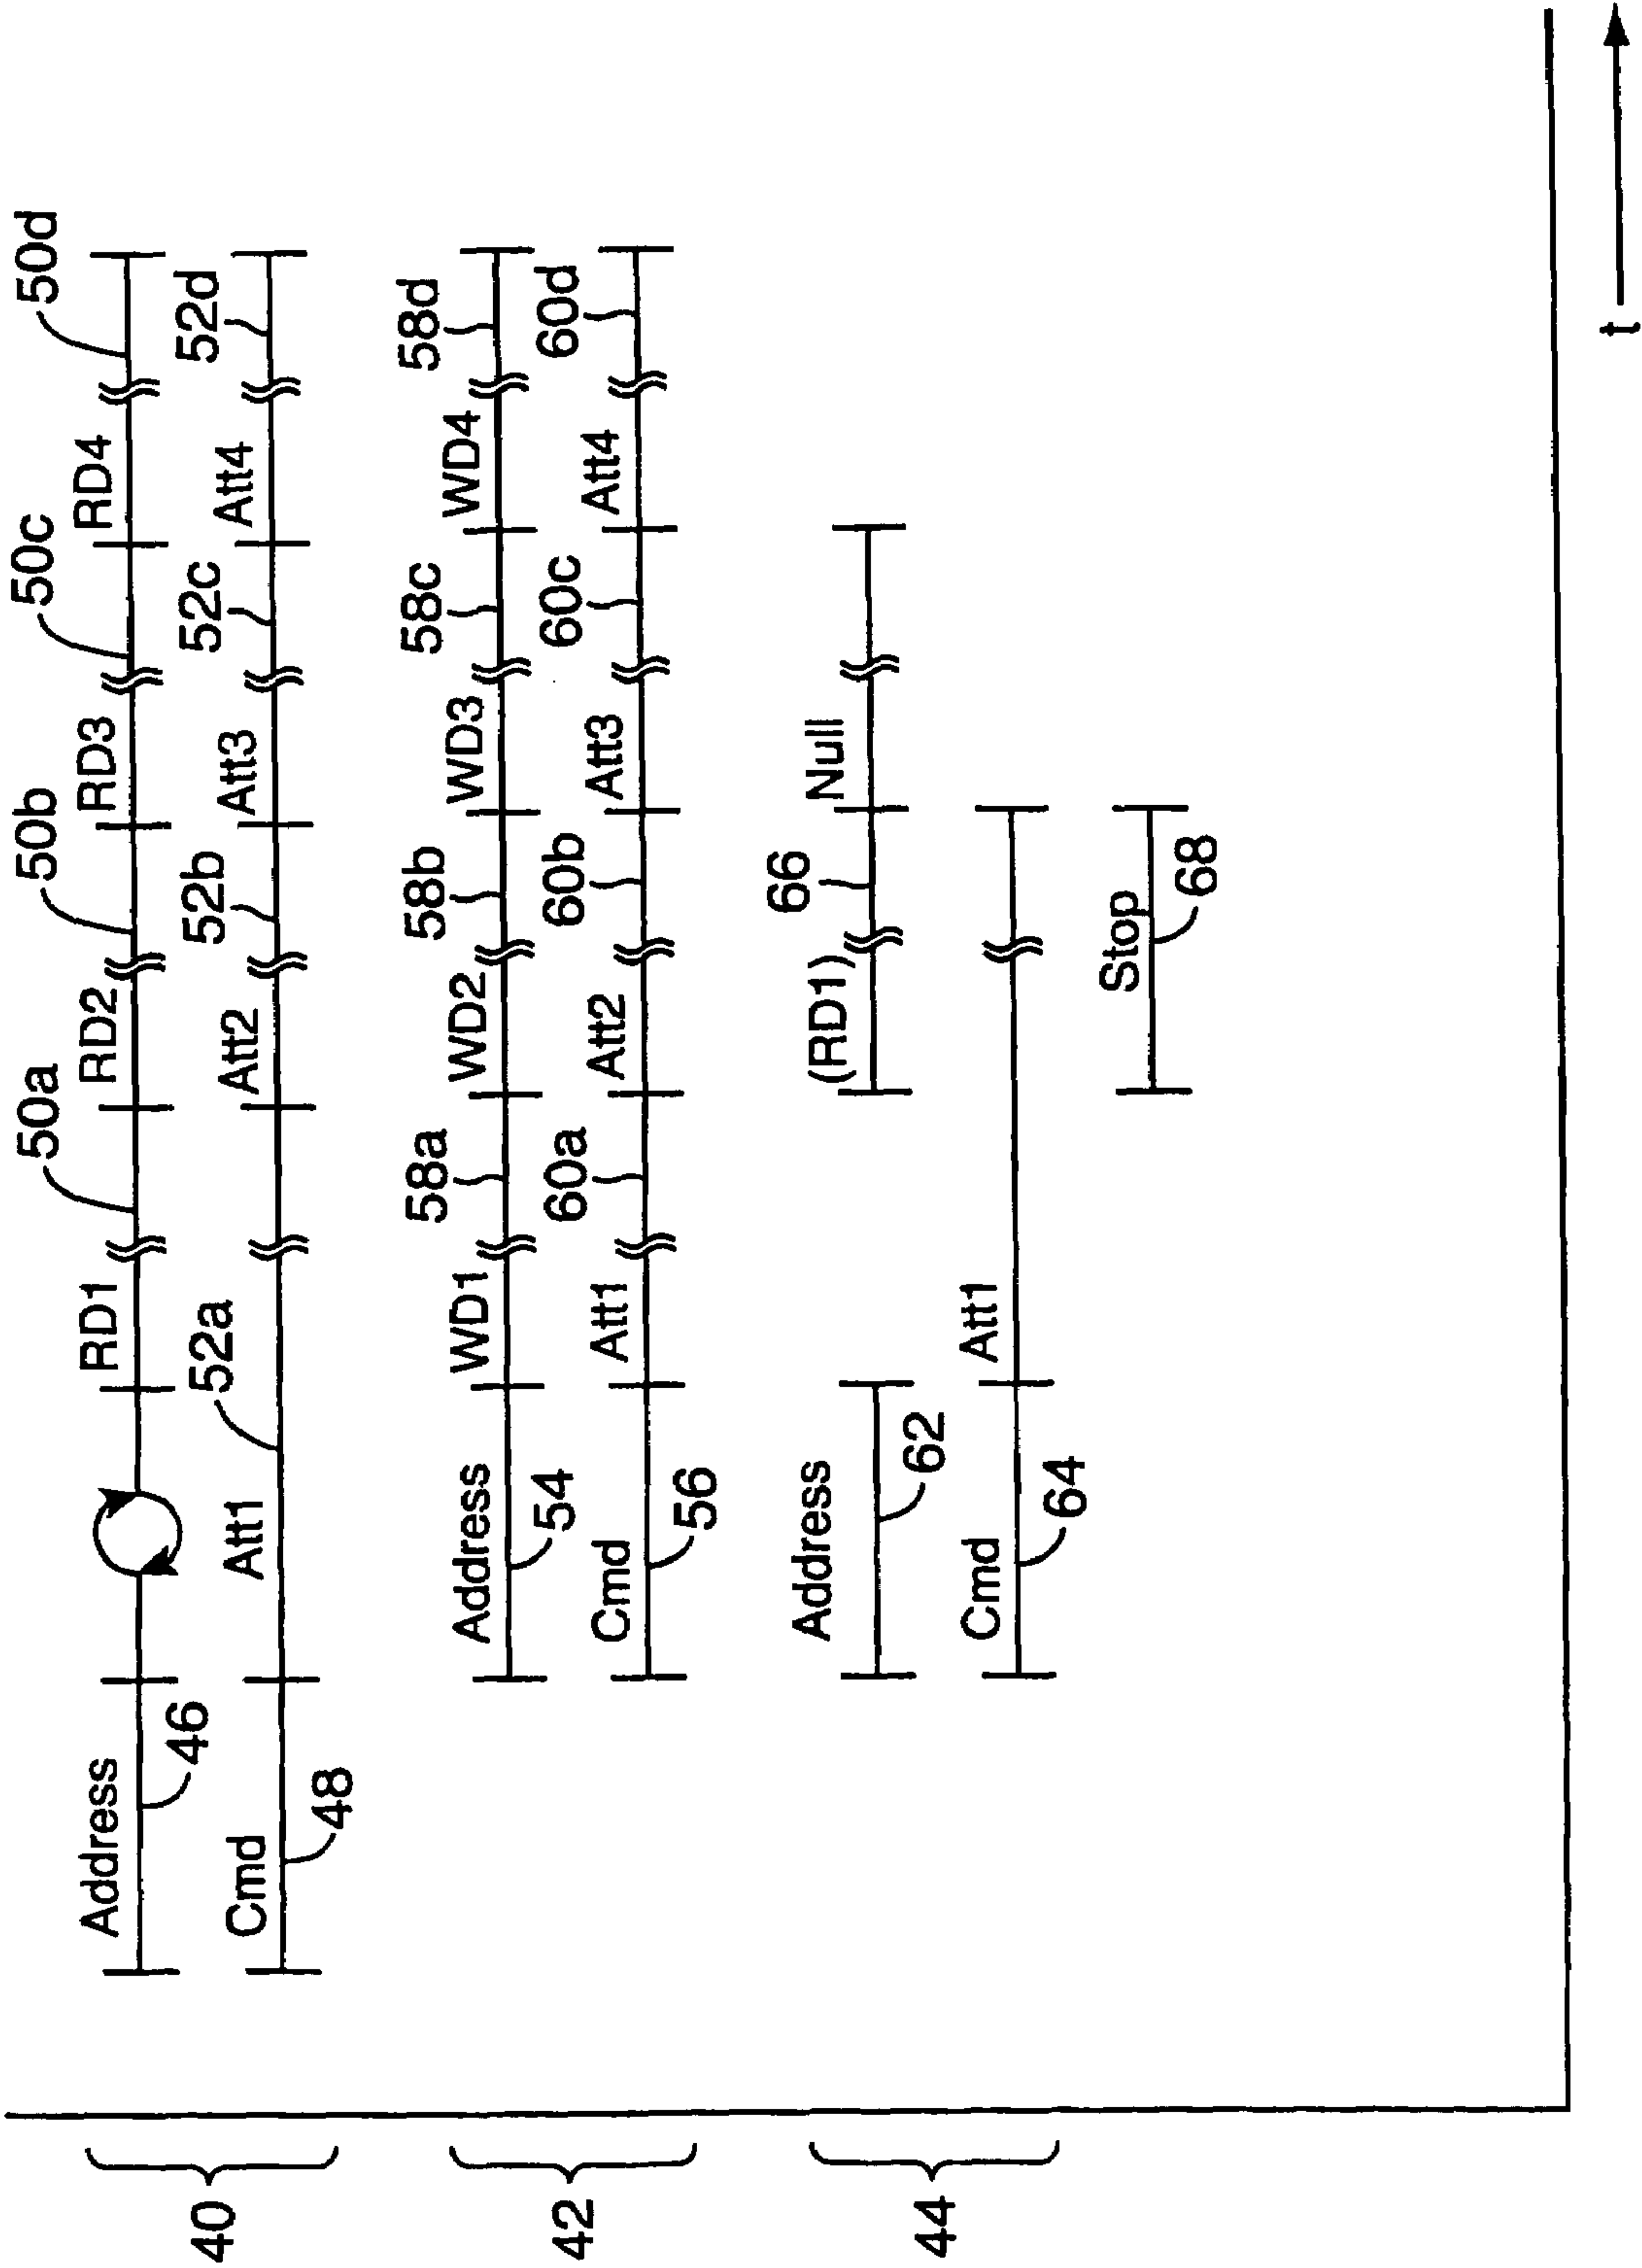 50a 50b 50c 50d
Address RD1 RD2 RD3 RD4
46
52a 52b 52c 52d
Cmd Att1 Att2 Att3 Att4
48
40
58a 58b 58c 58d
Address WD1 WD2 WD3 WD4
54
60a 60b 60c 60d
Cmd Att1 Att2 Att3 Att4
56
42
66
Address (RD1) Null
62
Cmd Att1
64
44
Stop
68
t